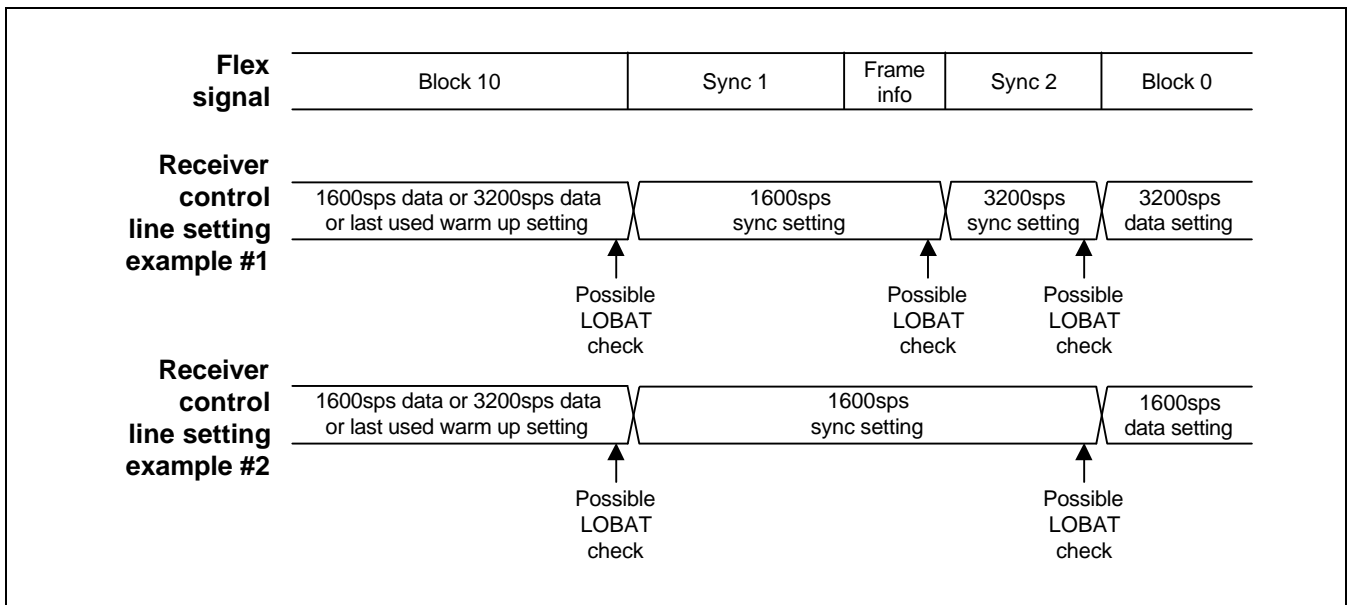 Flex
signal
Block 10
Sync 1
Frame
info
Sync 2
Block 0
Receiver
control
line setting
example #1
1600sps data or 3200sps data
or last used warm up setting
1600sps
sync setting
3200sps
sync setting
3200sps
data setting
Possible
LOBAT
check
Possible
LOBAT
check
Possible
LOBAT
check
Receiver
control
line setting
example #2
1600sps data or 3200sps data
or last used warm up setting
1600sps
sync setting
1600sps
data setting
Possible
LOBAT
check
Possible
LOBAT
check